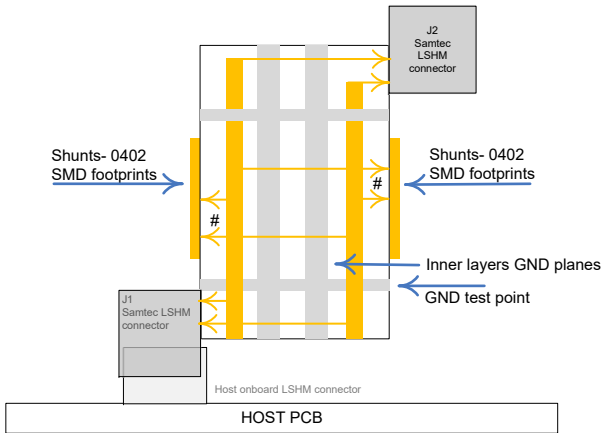 J2
Samtec
LSHM
connector
Shunts- 0402
SMD footprints
Shunts- 0402
SMD footprints
#
#
Inner layers GND planes
GND test point
J1
Samtec LSHM
connector
Host onboard LSHM connector
HOST PCB